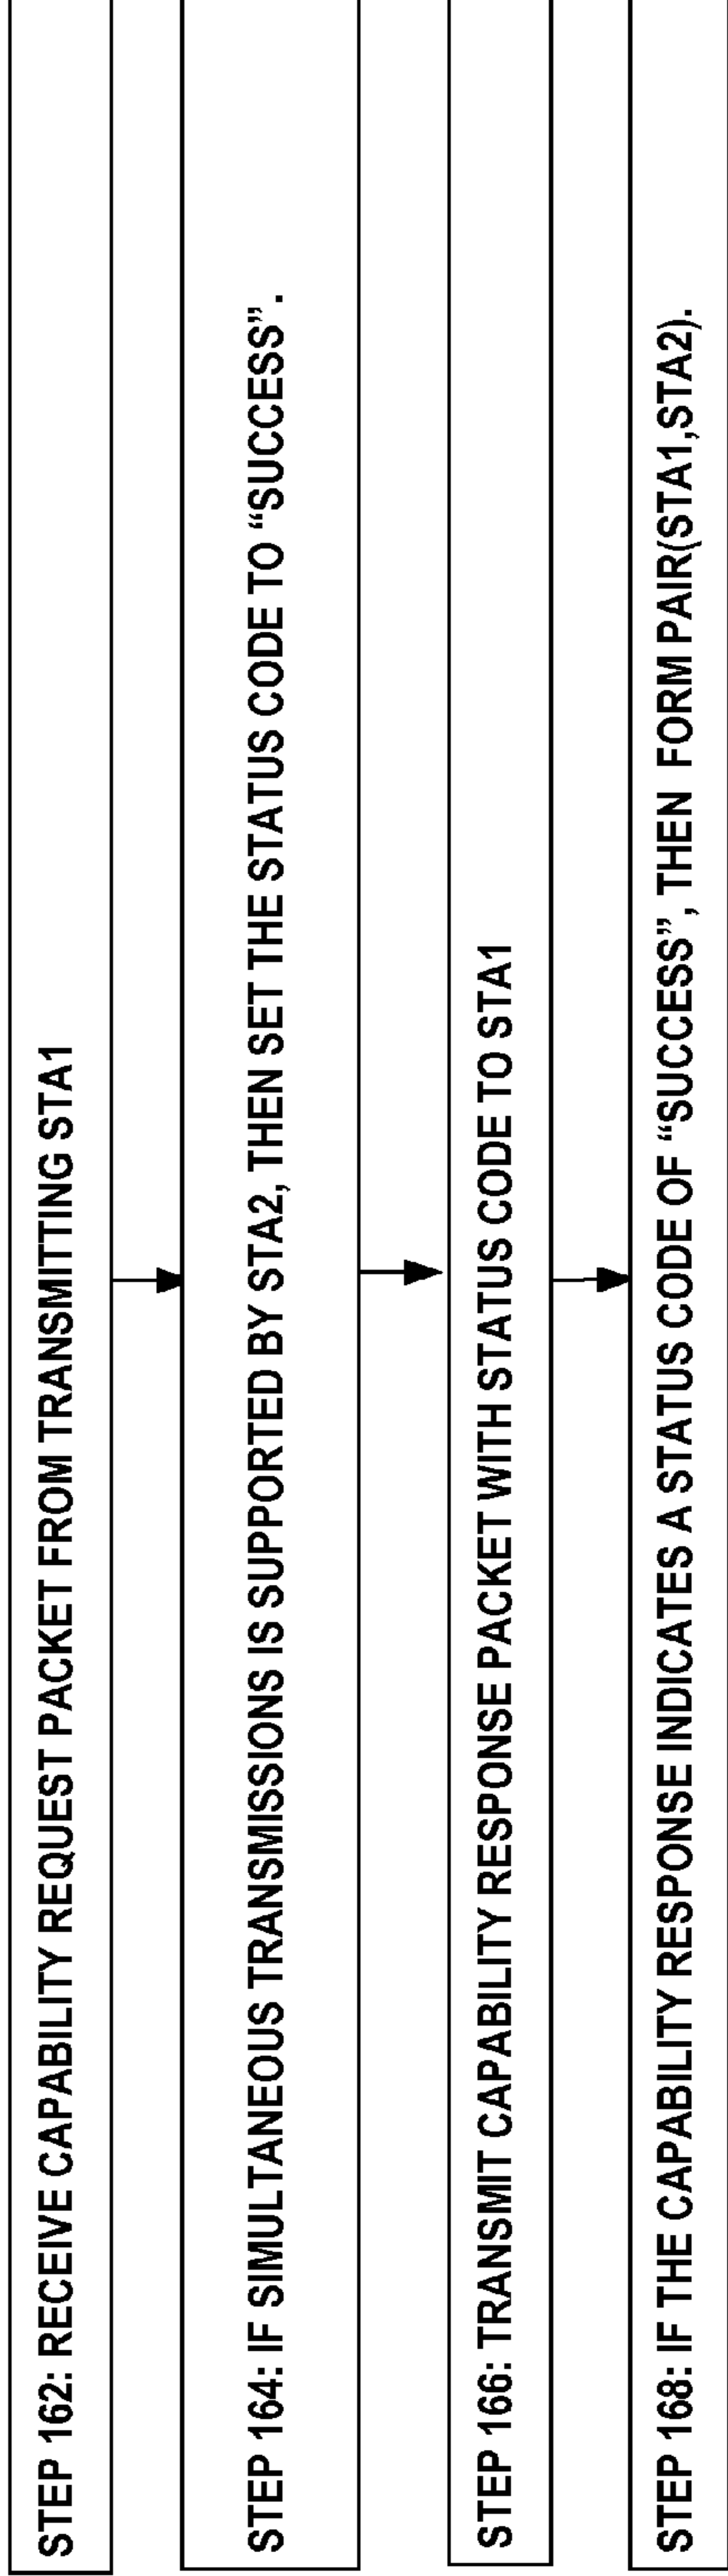 STEP 162: RECEIVE CAPABILITY REQUEST PACKET FROM TRANSMITTING STA1
STEP 164: IF SIMULTANEOUS TRANSMISSIONS IS SUPPORTED BY STA2, THEN SET THE STATUS CODE TO “SUCCESS”.
STEP 166: TRANSMIT CAPABILITY RESPONSE PACKET WITH STATUS CODE TO STA1
STEP 168: IF THE CAPABILITY RESPONSE INDICATES A STATUS CODE OF “SUCCESS”, THEN FORM PAIR(STA1,STA2).